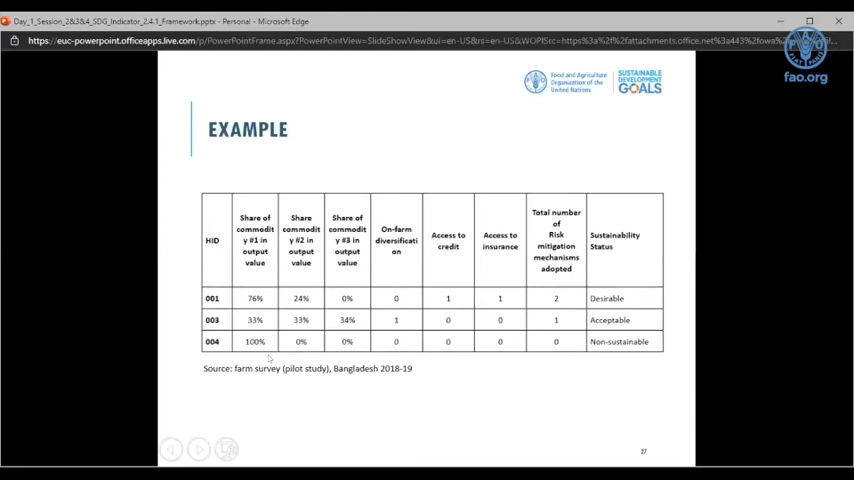 Day_1_Session_2&3&4_SDG_Indicator_2.4.1_Framework.pptx - Personal - Microsoft Edge
https://euc-powerpoint.officeapps.live.com/p/PowerPointFrame.aspx?PowerPointView=SlideShowView&ui=en-US&rs=en-US&WOPISrc=https%3a%2f%2fattachments.office.net%3a443%2fowa%
fao.org
Food and Agriculture
Organization of the
United Nations
SUSTAINABLE
DEVELOPMENT
GOALS
EXAMPLE
HID
Share of
commodit
y #1 in
output
value
Share
commodit
y #2 in
output
value
Share of
commodit
y #3 in
output
value
On-farm
diversificati
on
Access to
credit
Access to
insurance
Total number
of
Risk
mitigation
mechanisms
adopted
Sustainability
Status
001 76% 24% 0% 0 1 1 2 Desirable
003 33% 33% 34% 1 0 0 1 Acceptable
004 100% 0% 0% 0 0 0 0 Non-sustainable
Source: farm survey (pilot study), Bangladesh 2018-19
27